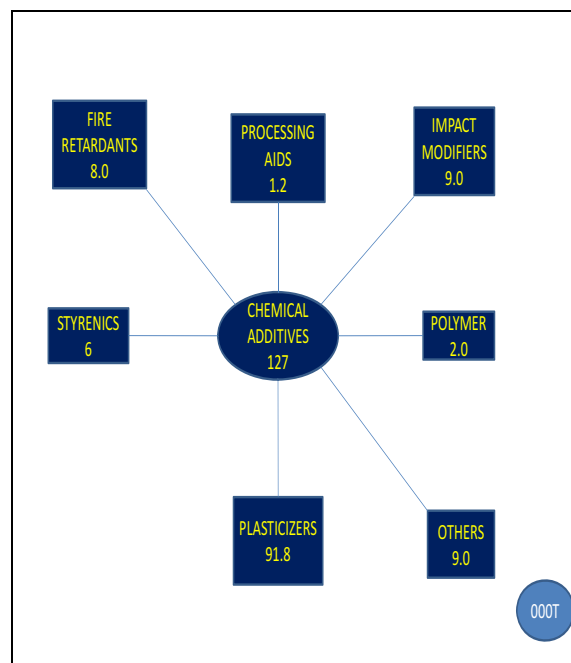 FIRE
RETARDANTS
8.0
PROCESSING
AIDS
1.2
IMPACT
MODIFIERS
9.0
STYRENICS
6
CHEMICAL
ADDITIVES
127
POLYMER
2.0
PLASTICIZERS
91.8
OTHERS
9.0
000T